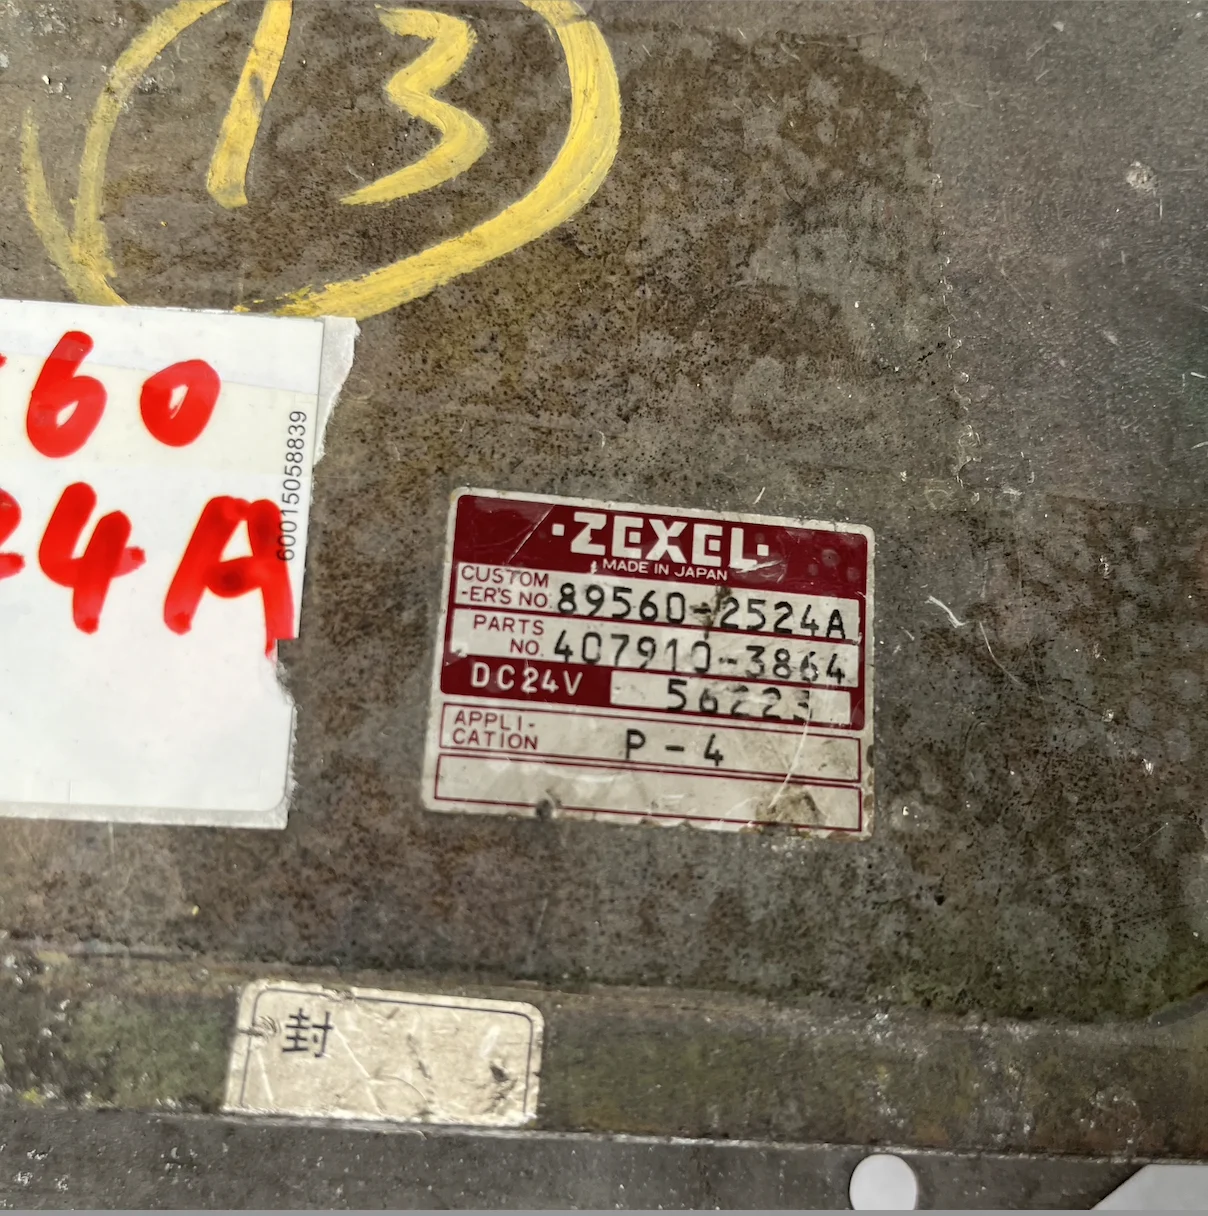 13
60
24A
60015058839
·ZEXEL·
MADE IN JAPAN
CUSTOM
-ER'S NO. 89560-2524A
PARTS
NO. 407910-3864
DC24V 56223
APPLI-
CATION P-4
封